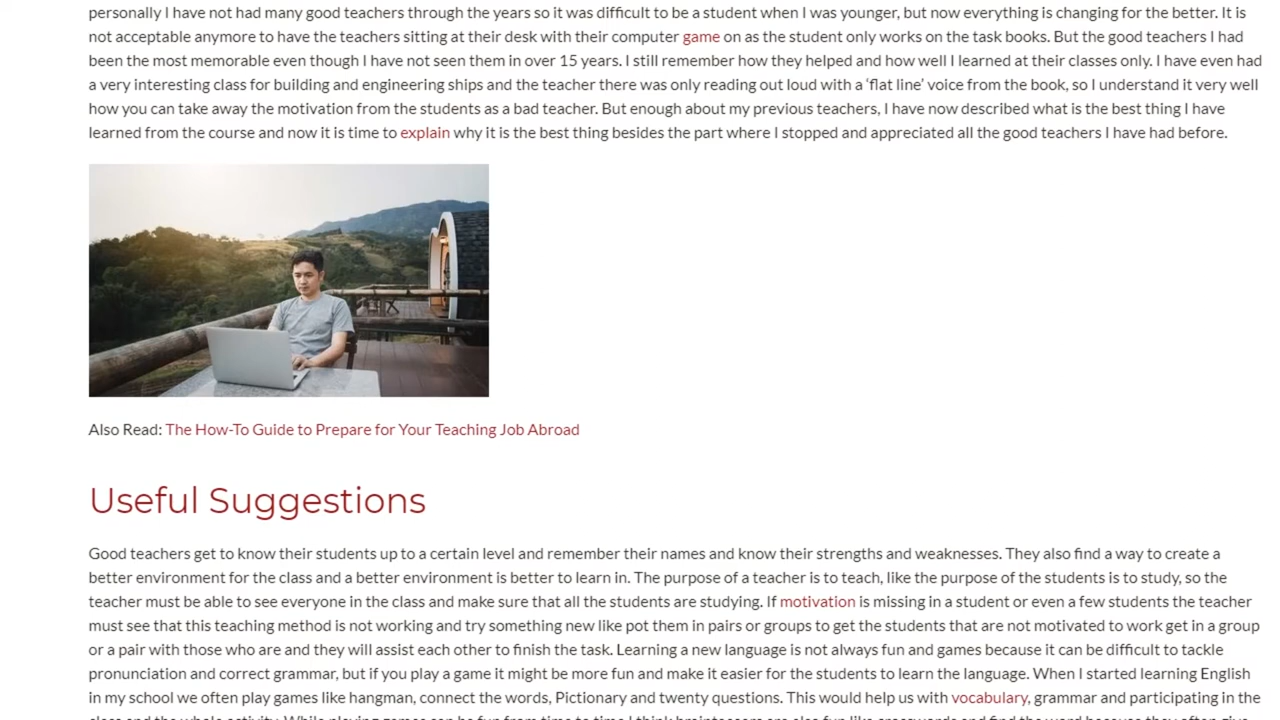 personally I have not had many good teachers through the years so it was difficult to be a student when I was younger, but now everything is changing for the better. It is
not acceptable anymore to have the teachers sitting at their desk with their computer game on as the student only works on the task books. But the good teachers I had
been the most memorable even though I have not seen them in over 15 years. I still remember how they helped and how well I learned at their classes only. I have even had
a very interesting class for building and engineering ships and the teacher there was only reading out loud with a ‘flat line’ voice from the book, so I understand it very well
how you can take away the motivation from the students as a bad teacher. But enough about my previous teachers, I have now described what is the best thing I have
learned from the course and now it is time to explain why it is the best thing besides the part where I stopped and appreciated all the good teachers I have had before.
Also Read: The How-To Guide to Prepare for Your Teaching Job Abroad
Useful Suggestions
Good teachers get to know their students up to a certain level and remember their names and know their strengths and weaknesses. They also find a way to create a
better environment for the class and a better environment is better to learn in. The purpose of a teacher is to teach, like the purpose of the students is to study, so the
teacher must be able to see everyone in the class and make sure that all the students are studying. If motivation is missing in a student or even a few students the teacher
must see that this teaching method is not working and try something new like pot them in pairs or groups to get the students that are not motivated to work get in a group
or a pair with those who are and they will assist each other to finish the task. Learning a new language is not always fun and games because it can be difficult to tackle
pronunciation and correct grammar, but if you play a game it might be more fun and make it easier for the students to learn the language. When I started learning English
in my school we often play games like hangman, connect the words, Pictionary and twenty questions. This would help us with vocabulary, grammar and participating in the